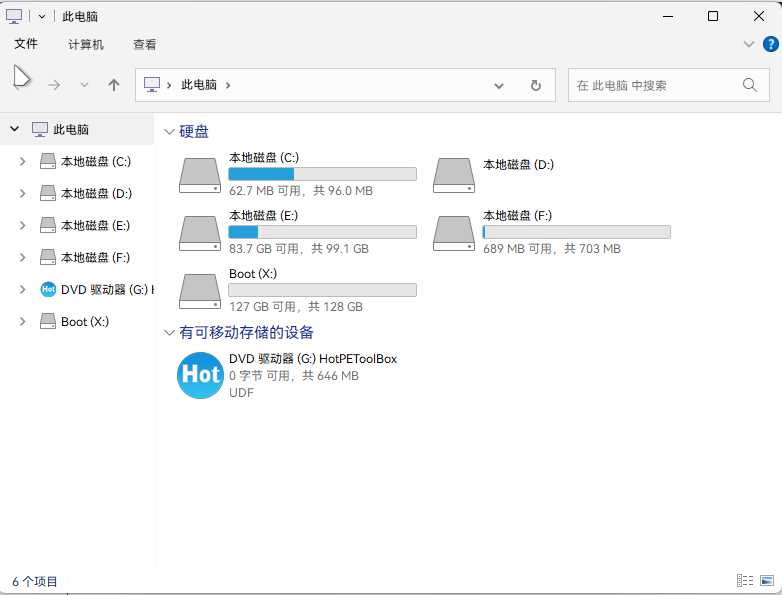 此电脑
文件 计算机 查看
此电脑
在 此电脑 中搜索
此电脑
本地磁盘 (C:)
本地磁盘 (D:)
本地磁盘 (E:)
本地磁盘 (F:)
DVD 驱动器 (G:)
Boot (X:)
硬盘
本地磁盘 (C:)
62.7 MB 可用，共 96.0 MB
本地磁盘 (D:)
本地磁盘 (E:)
83.7 GB 可用，共 99.1 GB
本地磁盘 (F:)
689 MB 可用，共 703 MB
Boot (X:)
127 GB 可用，共 128 GB
有可移动存储的设备
Hot
DVD 驱动器 (G:) HotPEToolBox
0 字节 可用，共 646 MB
UDF
6 个项目